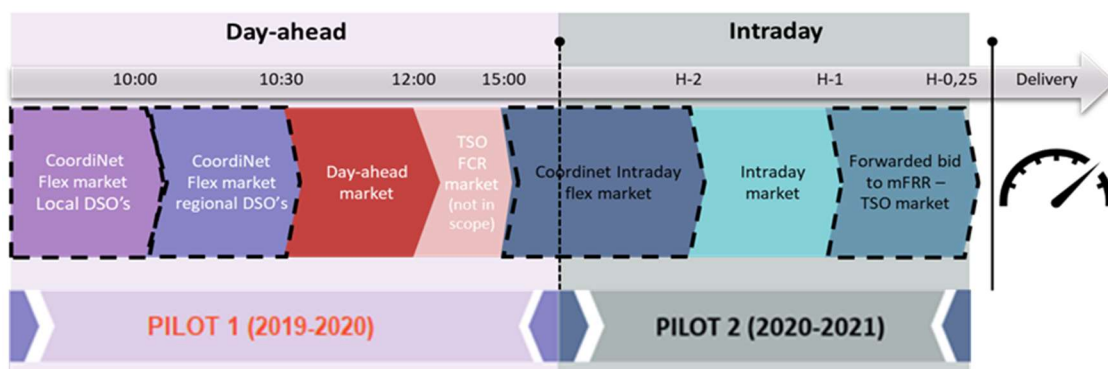 Day-ahead
Intraday
10:00
10:30
12:00
15:00
H-2
H-1
H-0,25
Delivery
CoordiNet
Flex market
Local DSO's
CoordiNet
Flex market
regional DSO's
Day-ahead
market
TSO
FCR
market
(not in
scope)
Coordinet Intraday
flex market
Intraday
market
Forwarded bid
to mFRR –
TSO market
PILOT 1 (2019-2020)
PILOT 2 (2020-2021)